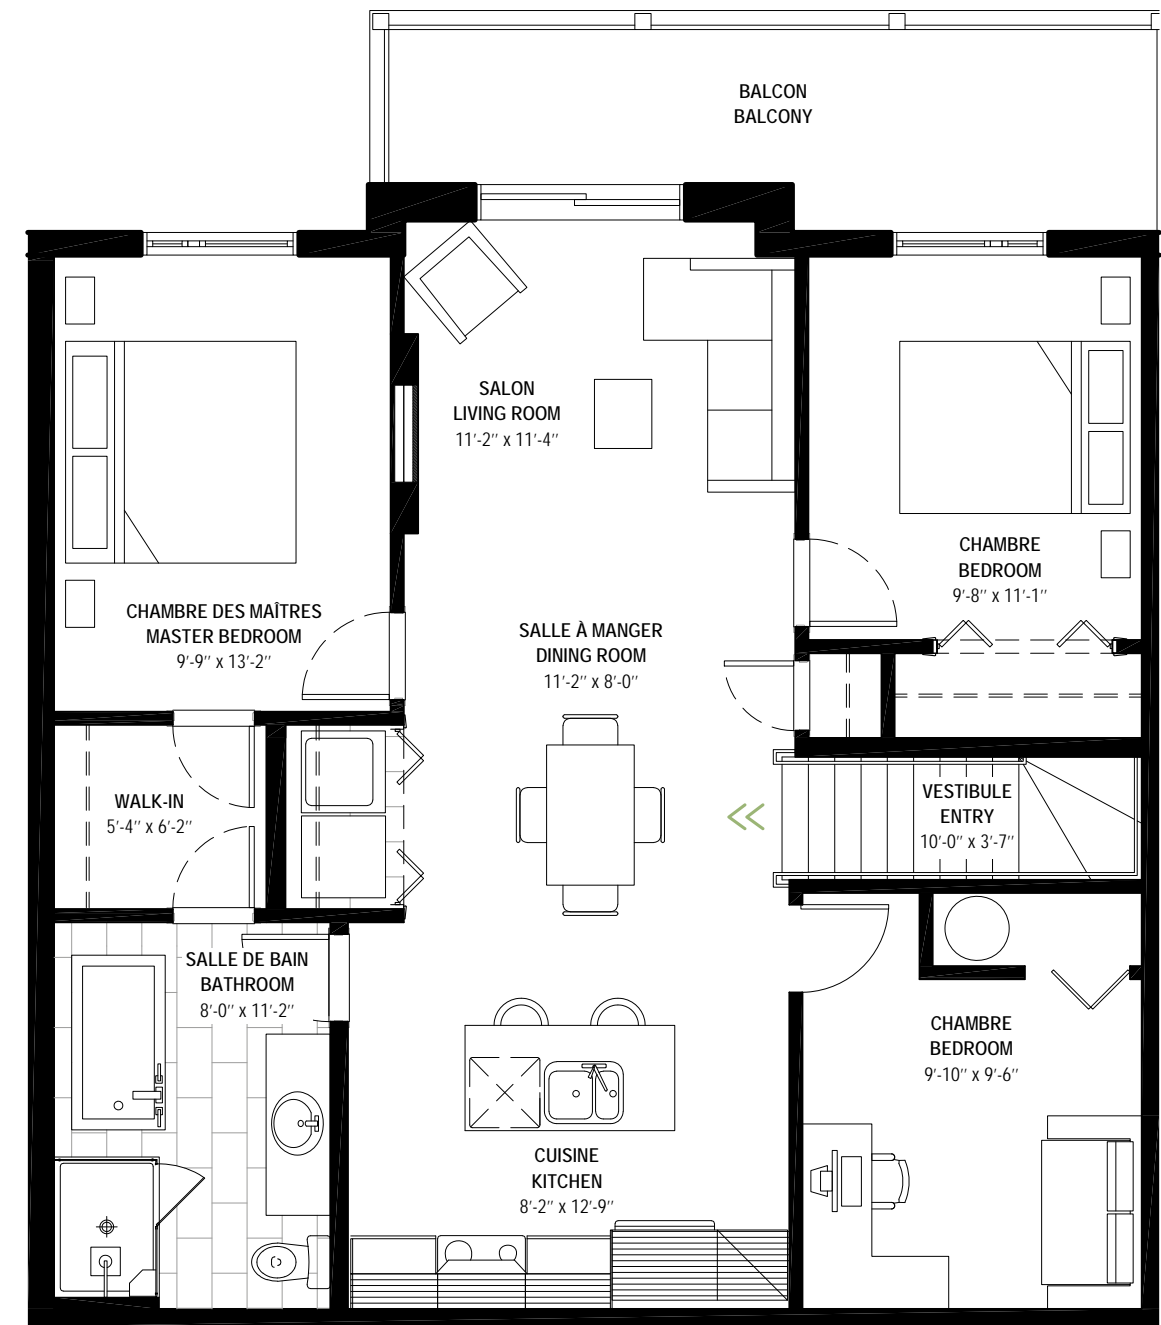 BALCON
BALCONY
SALON
LIVING ROOM
11'-2'' x 11'-4''
CHAMBRE
BEDROOM
9'-8'' x 11'-1''
CHAMBRE DES MAÎTRES
MASTER BEDROOM
9'-9'' x 13'-2''
SALLE À MANGER
DINING ROOM
11'-2'' x 8'-0''
WALK-IN
5'-4'' x 6'-2''
VESTIBULE
ENTRY
10'-0'' x 3'-7''
SALLE DE BAIN
BATHROOM
8'-0'' x 11'-2''
CHAMBRE
BEDROOM
9'-10'' x 9'-6''
CUISINE
KITCHEN
8'-2'' x 12'-9''